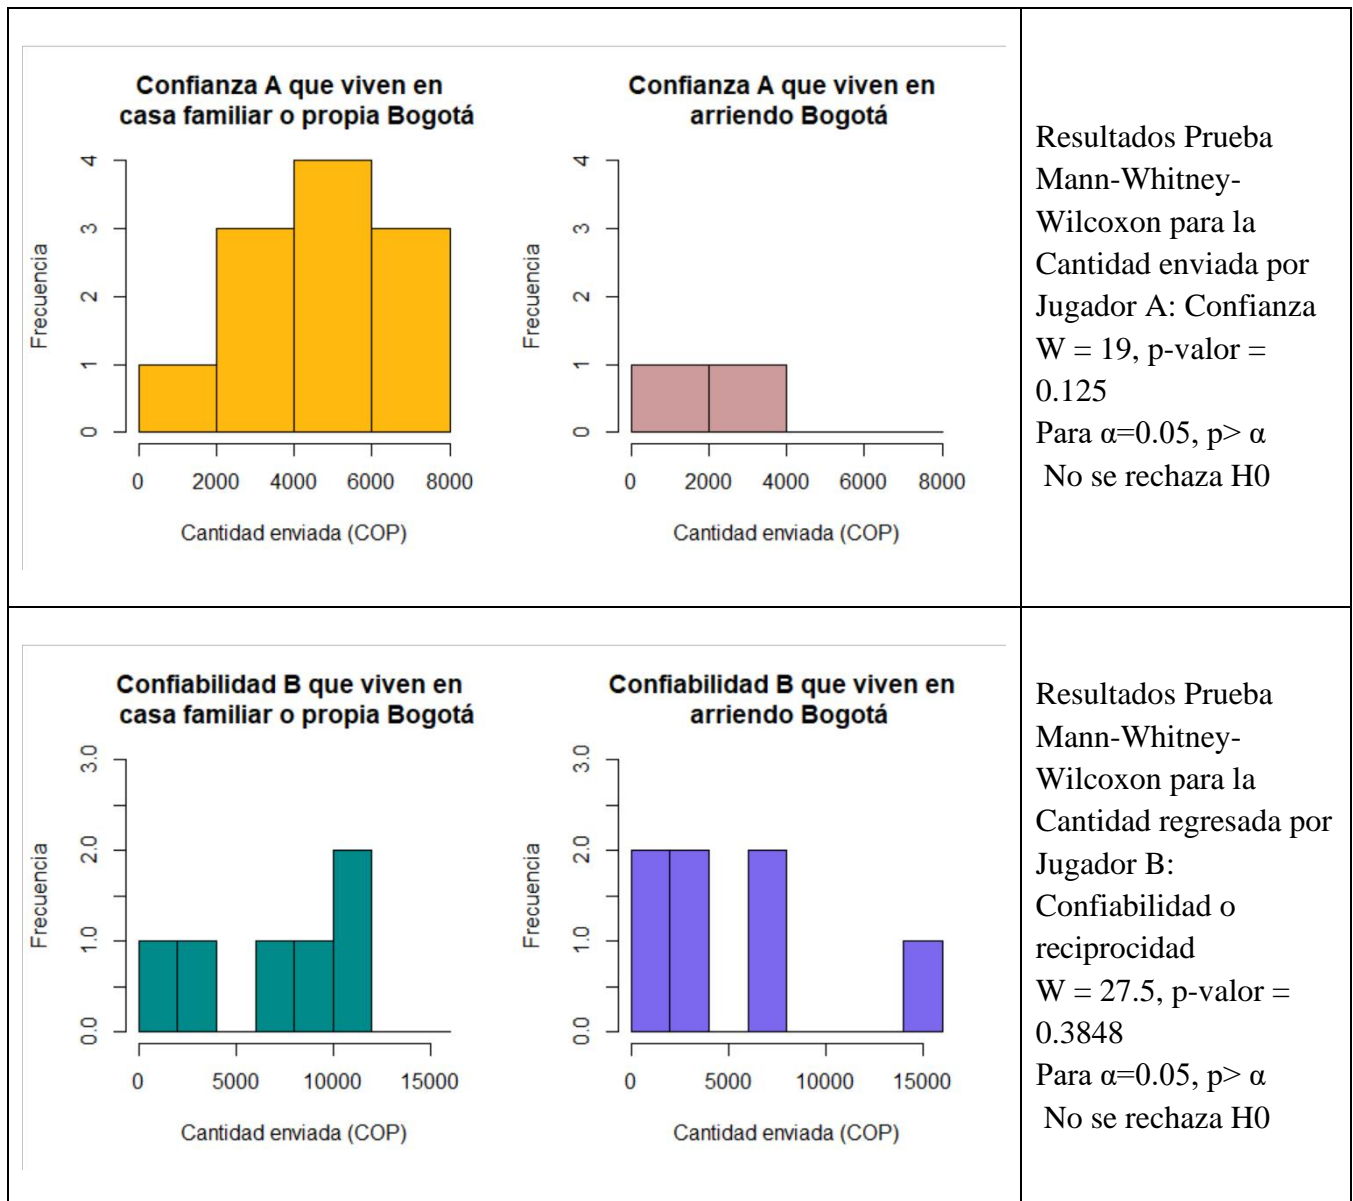 Confianza A que viven en
casa familiar o propia Bogotá
4
3
2
1
0
Frecuencia
0 2000 4000 6000 8000
Cantidad enviada (COP)
Confianza A que viven en
arriendo Bogotá
4
3
2
1
0
Frecuencia
0 2000 4000 6000 8000
Cantidad enviada (COP)
Resultados Prueba
Mann-Whitney-
Wilcoxon para la
Cantidad enviada por
Jugador A: Confianza
W = 19, p-valor =
0.125
Para α=0.05, p> α
No se rechaza H0
Confiabilidad B que viven en
casa familiar o propia Bogotá
3.0
2.0
1.0
0.0
Frecuencia
0 5000 10000 15000
Cantidad enviada (COP)
Confiabilidad B que viven en
arriendo Bogotá
3.0
2.0
1.0
0.0
Frecuencia
0 5000 10000 15000
Cantidad enviada (COP)
Resultados Prueba
Mann-Whitney-
Wilcoxon para la
Cantidad regresada por
Jugador B:
Confiabilidad o
reciprocidad
W = 27.5, p-valor =
0.3848
Para α=0.05, p> α
No se rechaza H0